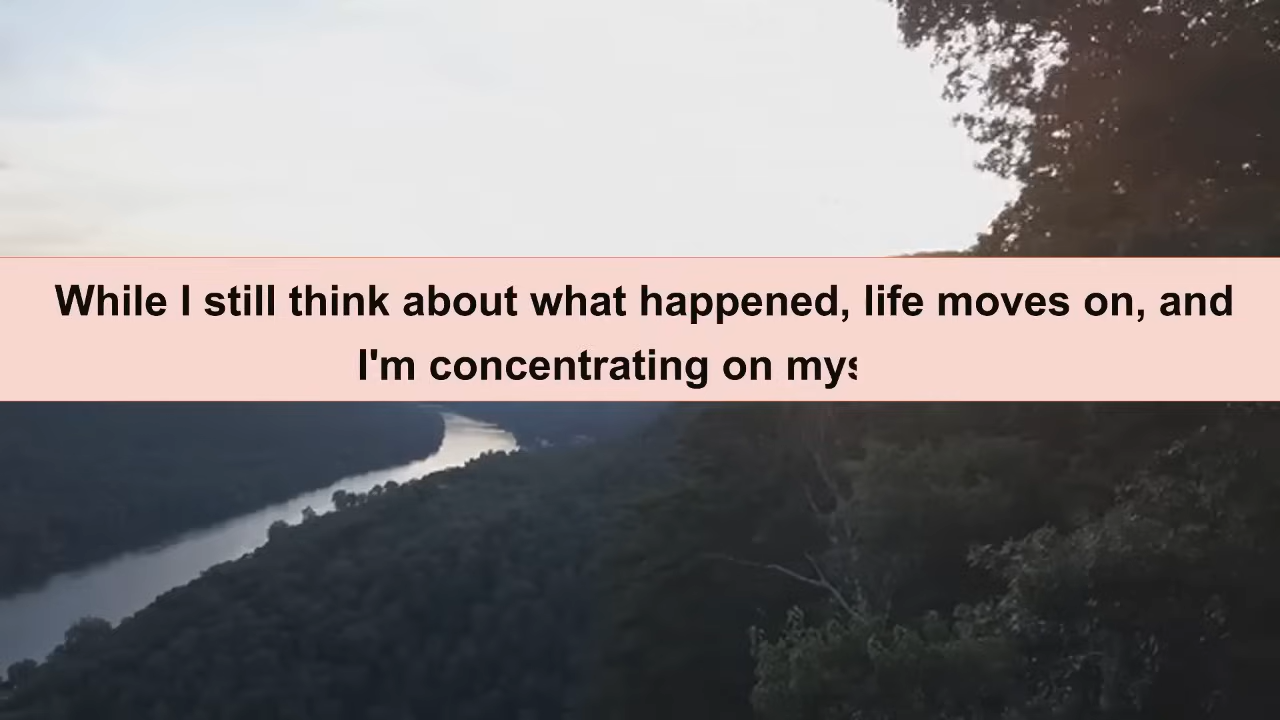 While I still think about what happened, life moves on, and
I'm concentrating on mys